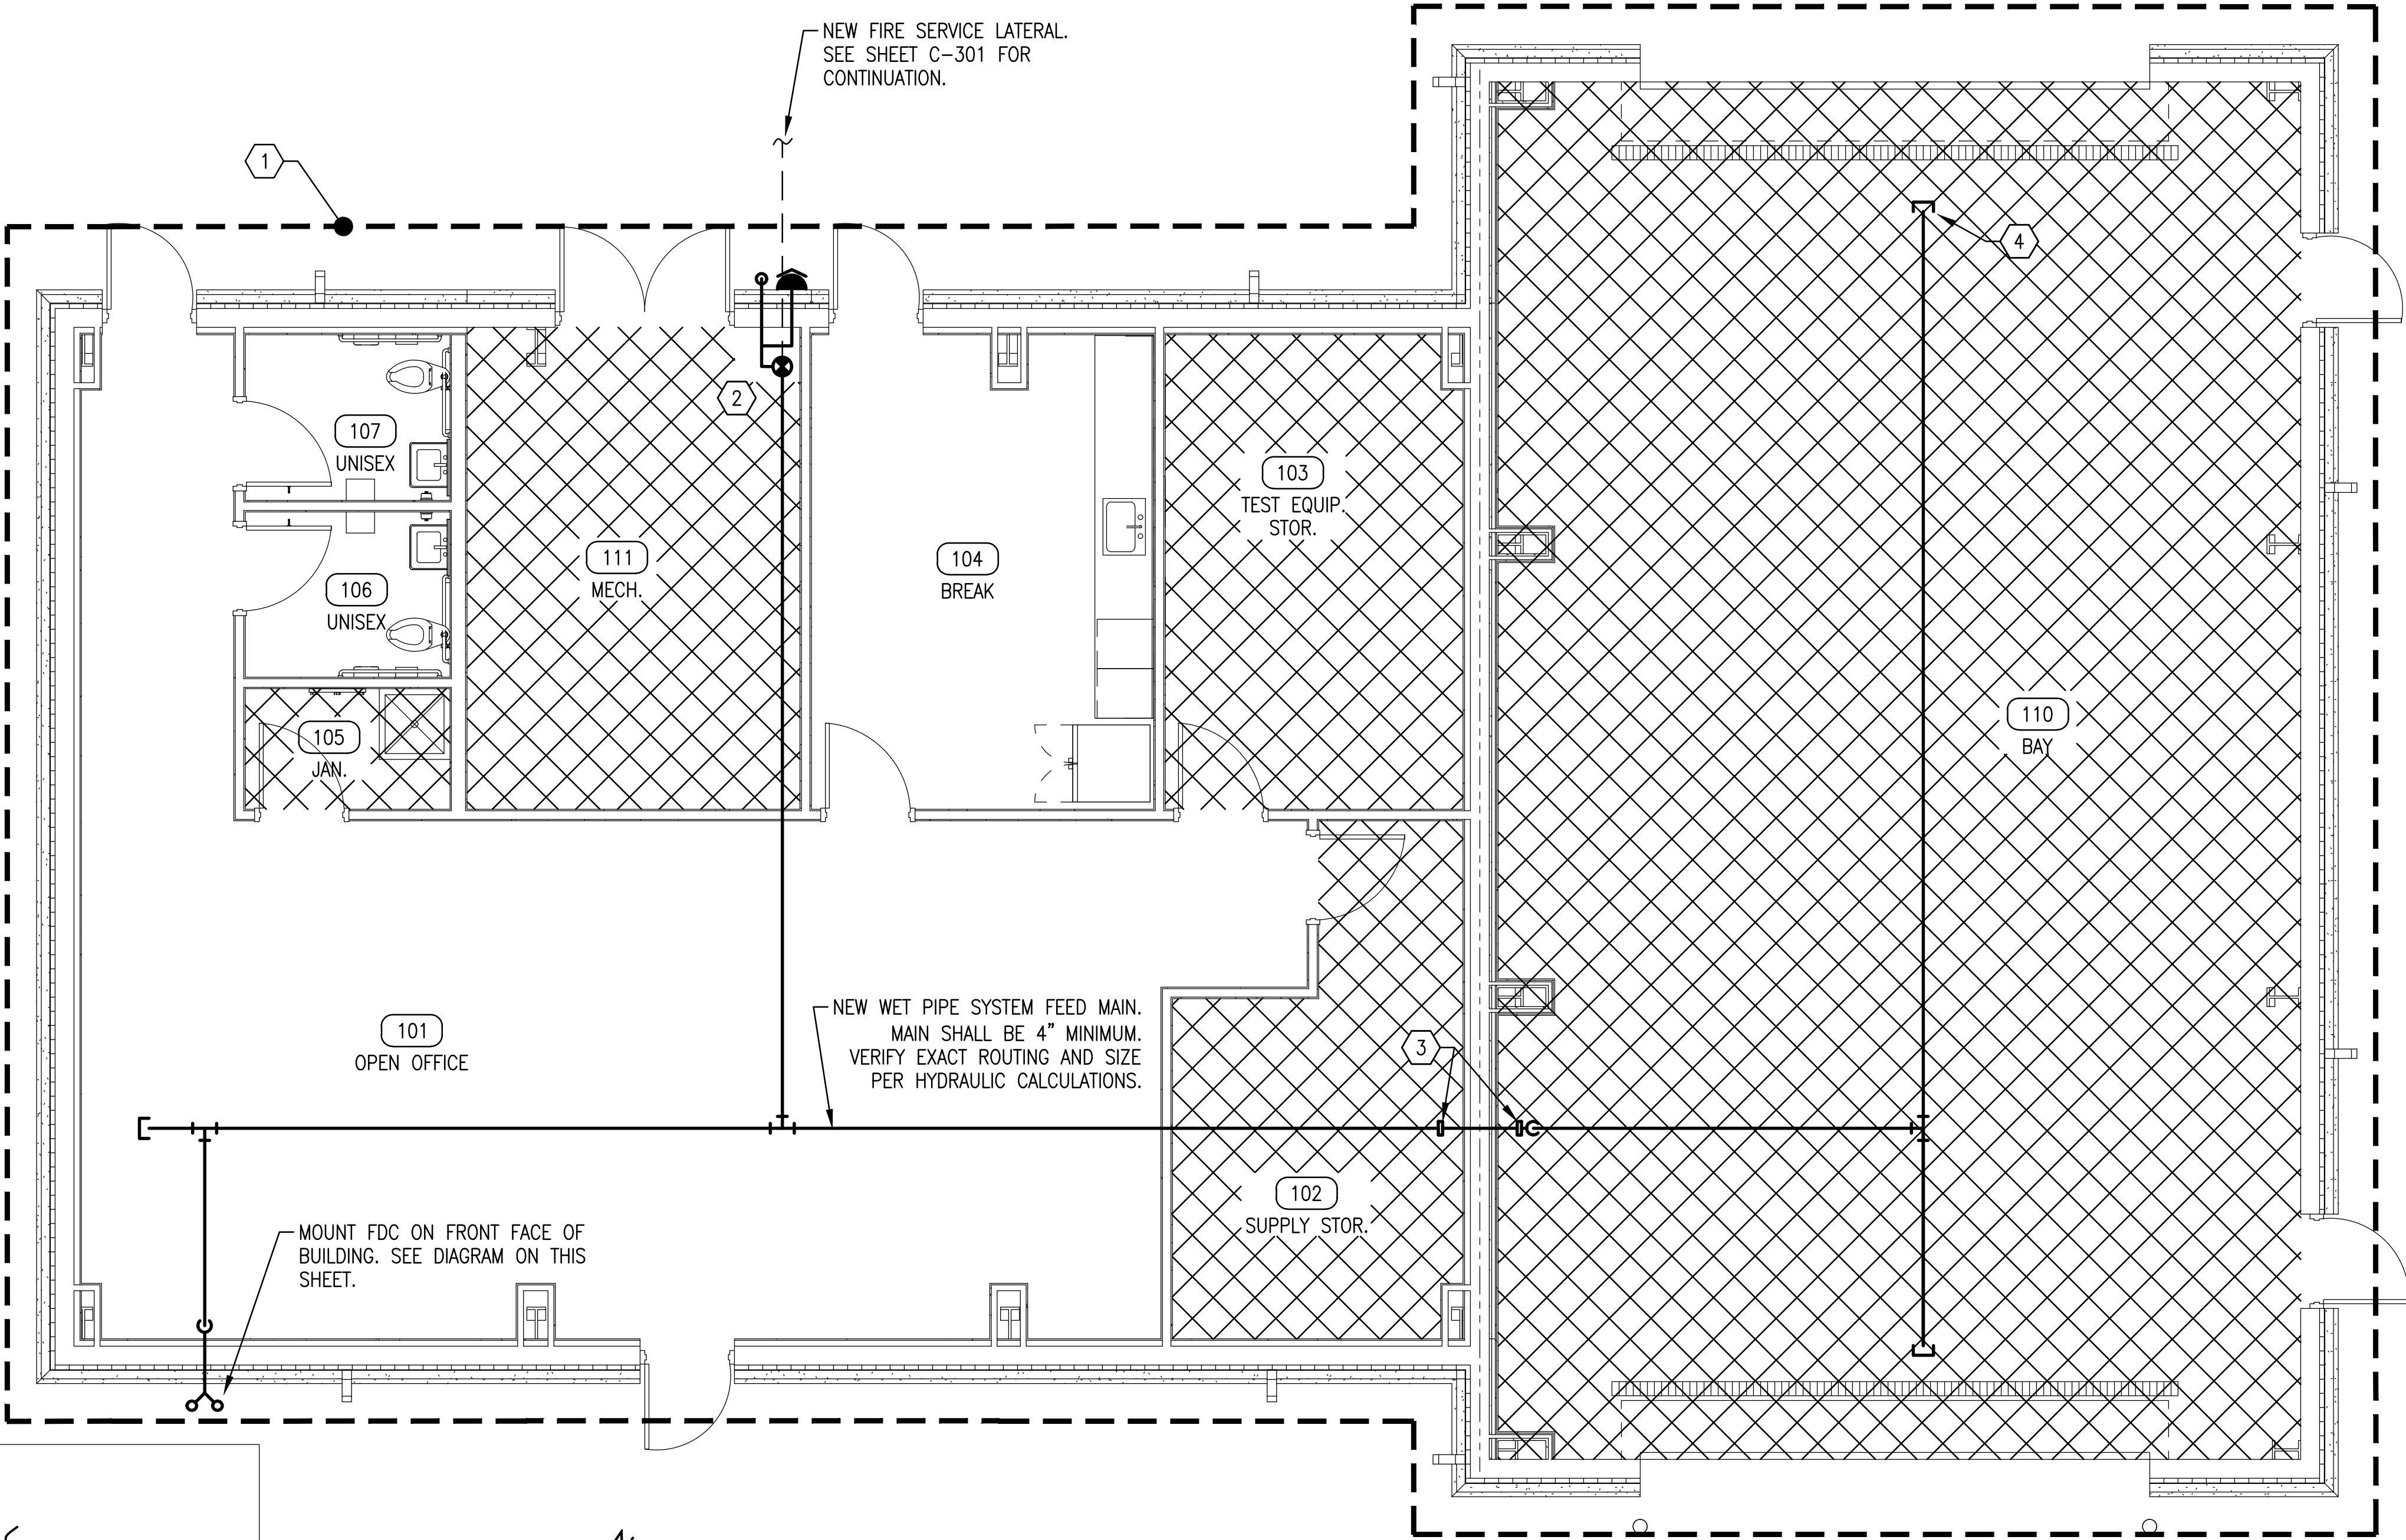 NEW FIRE SERVICE LATERAL.
SEE SHEET C-301 FOR
CONTINUATION.
1
4
2
107
UNISEX
103
TEST EQUIP.
STOR.
111
MECH.
104
BREAK
106
UNISEX
105
JAN.
110
BAY
NEW WET PIPE SYSTEM FEED MAIN.
MAIN SHALL BE 4" MINIMUM.
VERIFY EXACT ROUTING AND SIZE
PER HYDRAULIC CALCULATIONS.
101
OPEN OFFICE
3
102
SUPPLY STOR.
MOUNT FDC ON FRONT FACE OF
BUILDING. SEE DIAGRAM ON THIS
SHEET.